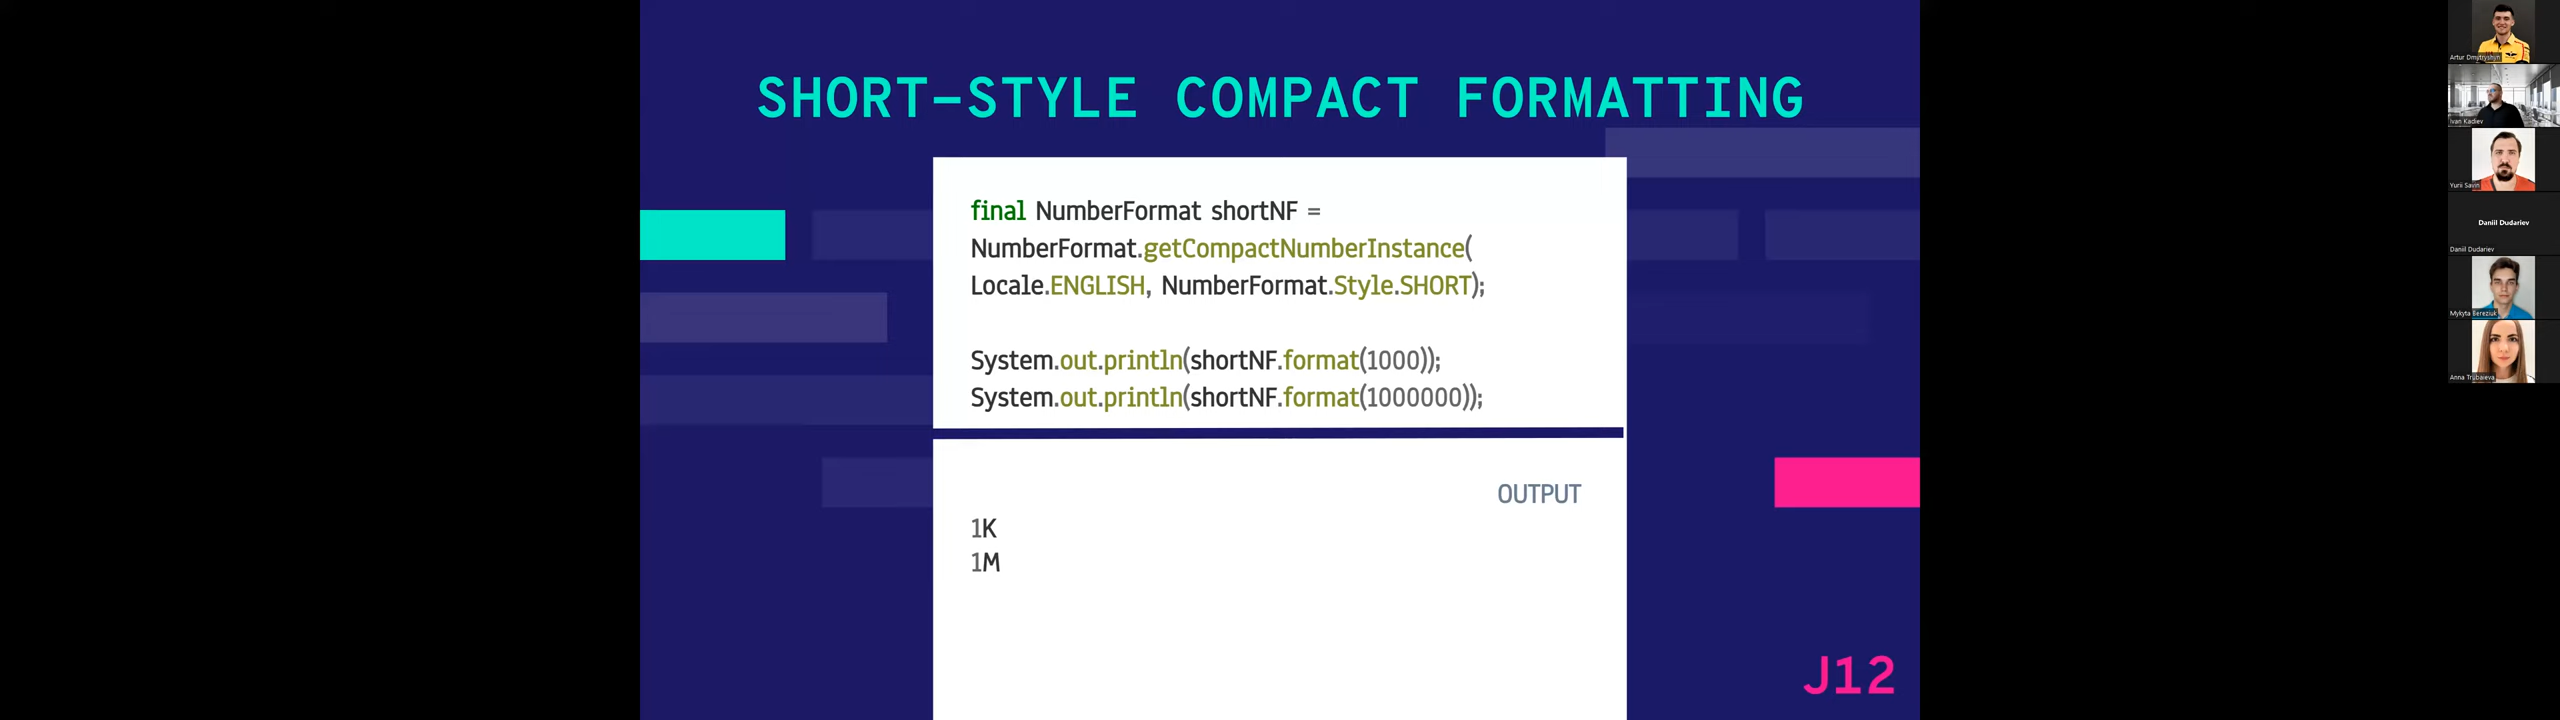 SHORT-STYLE COMPACT FORMATTING
final NumberFormat shortNF =
NumberFormat.getCompactNumberInstance(
Locale.ENGLISH, NumberFormat.Style.SHORT);
System.out.println(shortNF.format(1000));
System.out.println(shortNF.format(1000000));
OUTPUT
1K
1M
J12
Artur Dmytryshyn
Ivan Kadiev
Yurii Savin
Daniil Dudariev
Daniil Dudariev
Mykyta Bereziuk
Anna Trubaieva